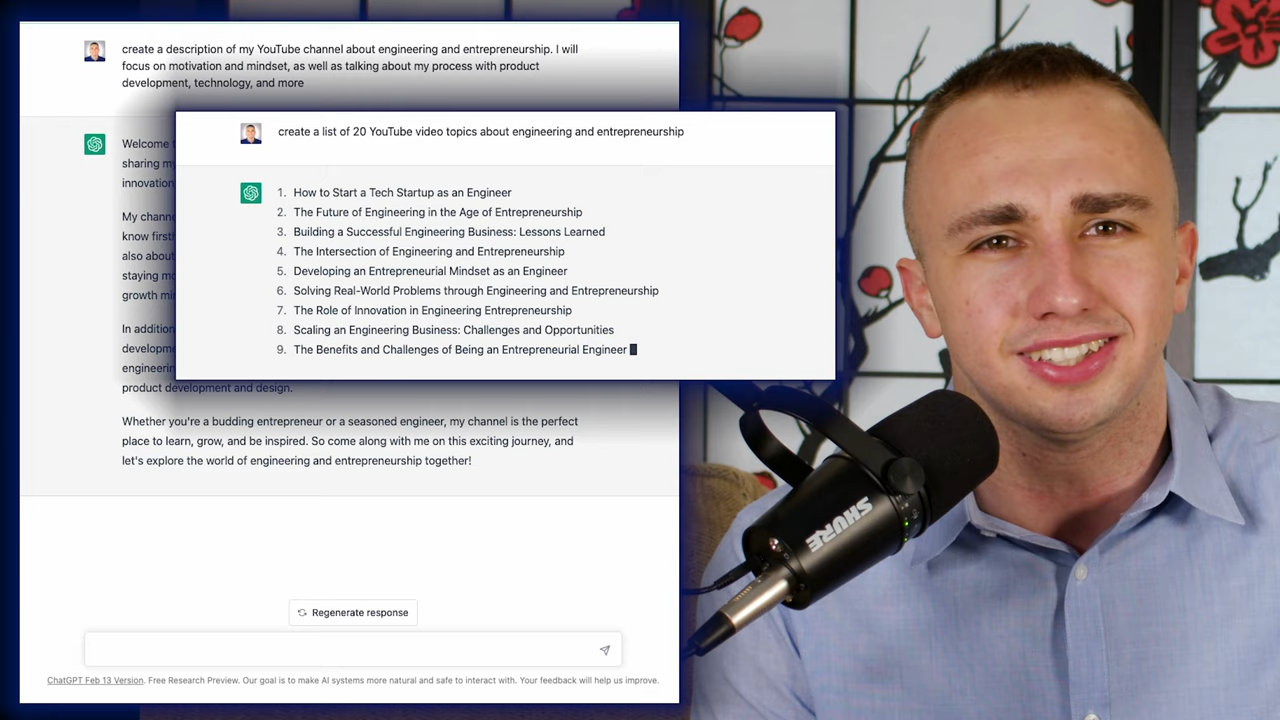 create a description of my YouTube channel about engineering and entrepreneurship. I will
focus on motivation and mindset, as well as talking about my process with product
development, technology, and more
Welcome
sharing
innovation
My
know
also about
staying
growth
In
engineering
product development and design.
Whether you're a budding entrepreneur or a seasoned engineer, my channel is the perfect
place to learn, grow, and be inspired. So come along with me on this exciting journey, and
let's explore the world of engineering and entrepreneurship together!
create a list of 20 YouTube video topics about engineering and entrepreneurship
1. How to Start a Tech Startup as an Engineer
2. The Future of Engineering in the Age of Entrepreneurship
3. Building a Successful Engineering Business: Lessons Learned
4. The Intersection of Engineering and Entrepreneurship
5. Developing an Entrepreneurial Mindset as an Engineer
6. Solving Real-World Problems through Engineering and Entrepreneurship
7. The Role of Innovation in Engineering Entrepreneurship
8. Scaling an Engineering Business: Challenges and Opportunities
9. The Benefits and Challenges of Being an Entrepreneurial Engineer
Regenerate response
ChatGPT Feb 13 Version. Free Research Preview. Our goal is to make AI systems more natural and safe to interact with. Your feedback will help us improve.
SHURE